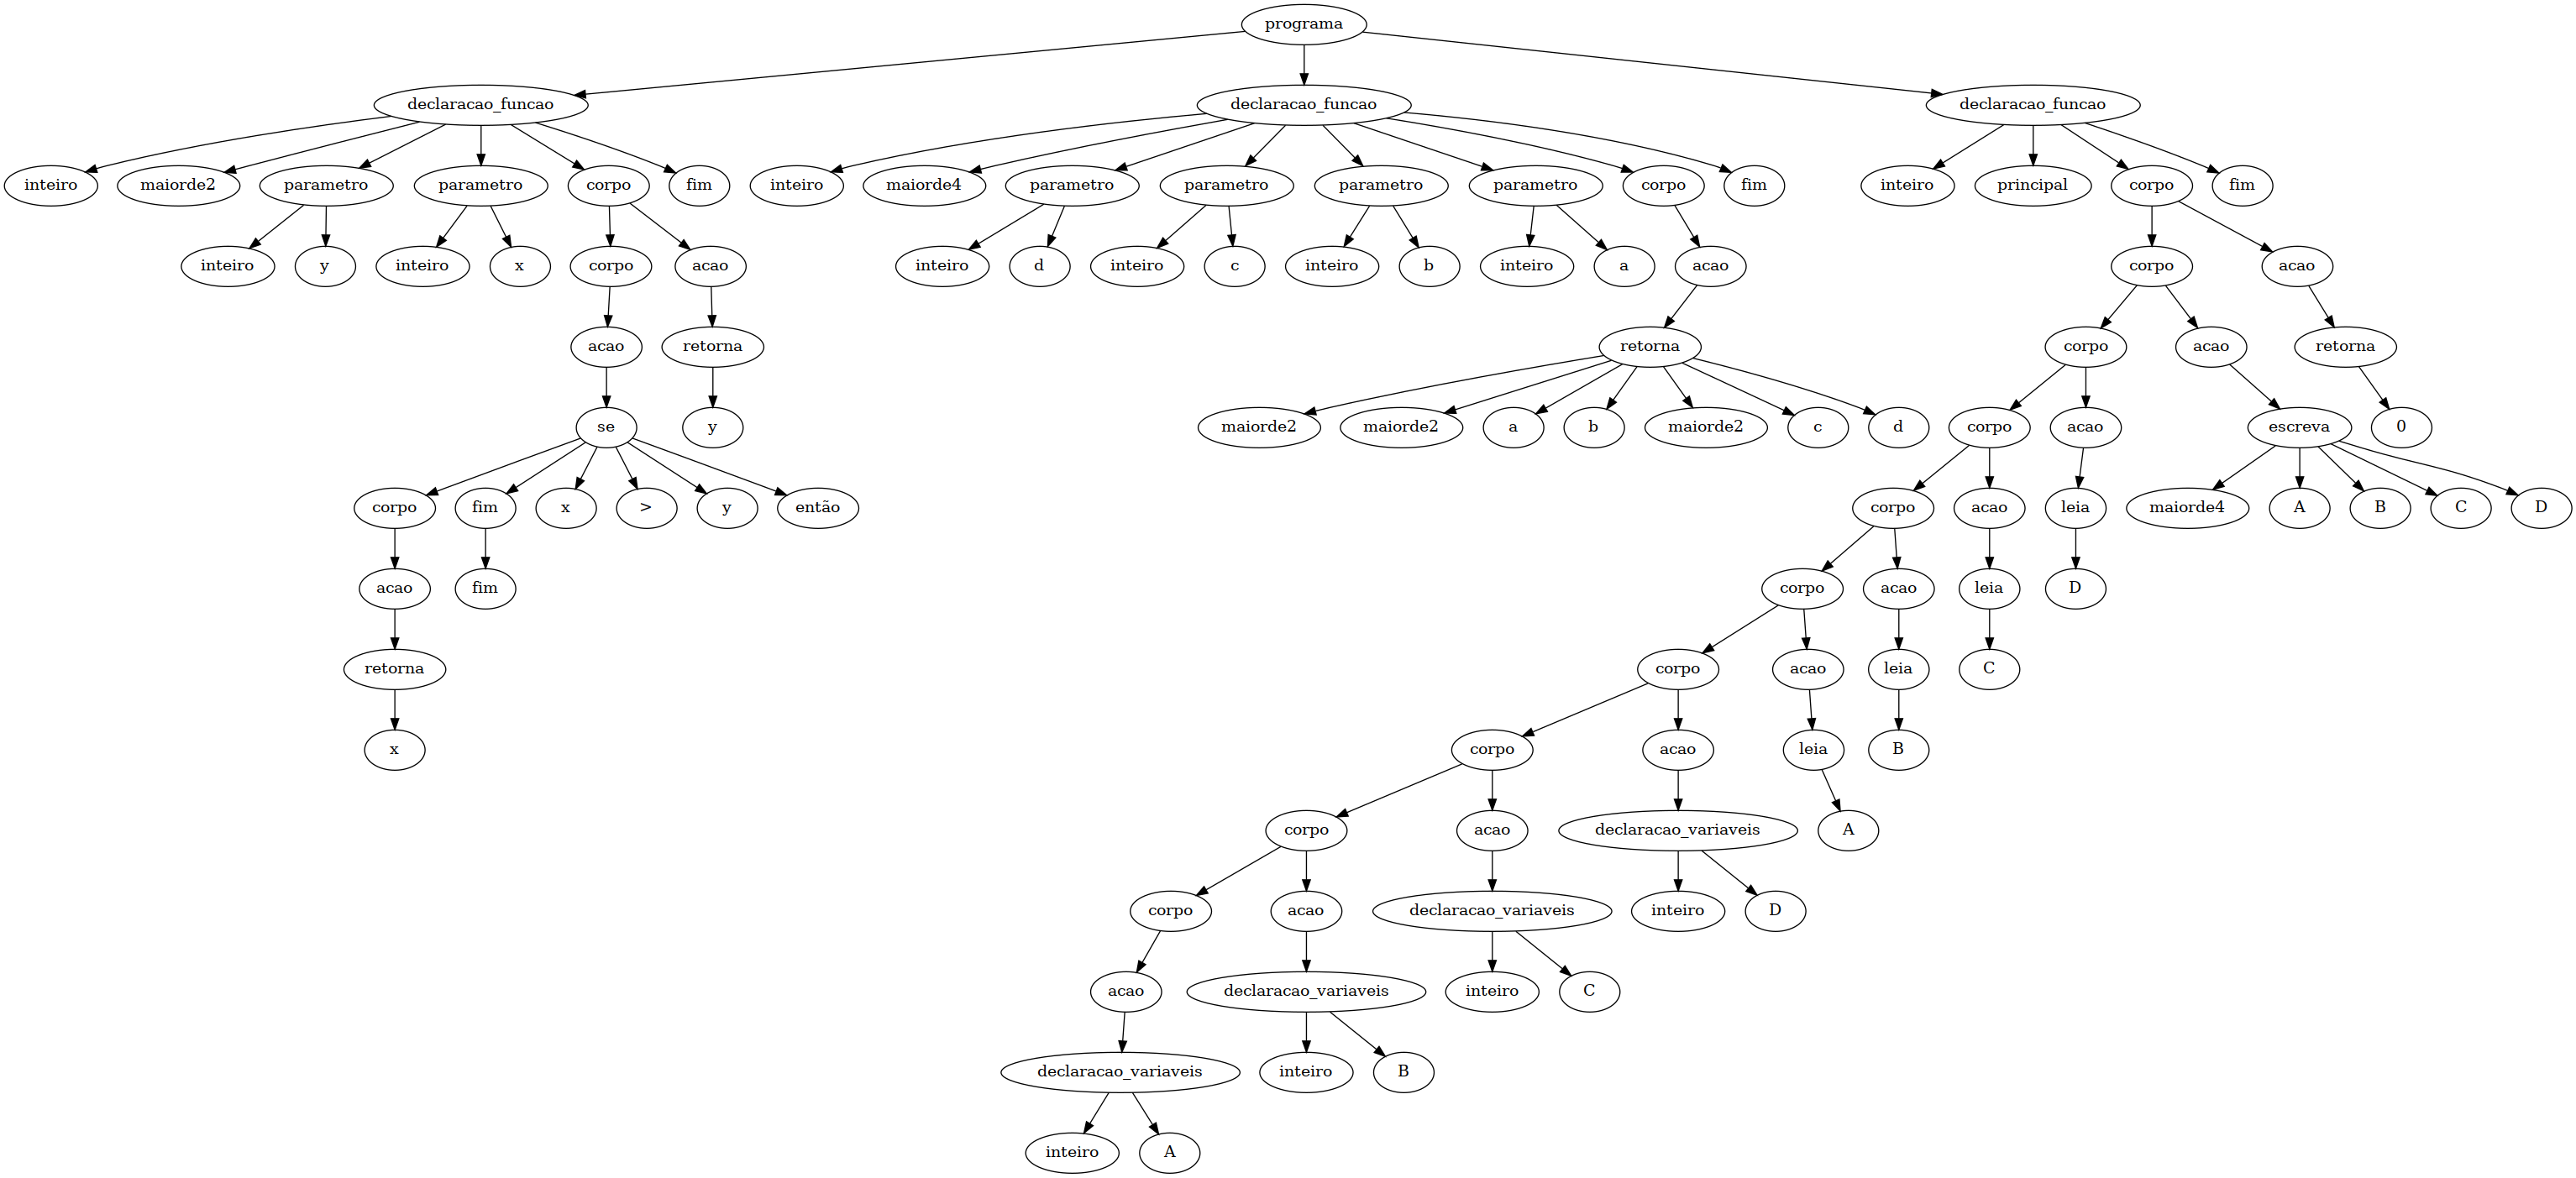 programa
declaracao_funcao declaracao_funcao declaracao_funcao
inteiro maiorde2 parametro parametro corpo fim inteiro maiorde4 parametro parametro parametro parametro corpo fim inteiro principal corpo fim
inteiro y inteiro x corpo acao inteiro d inteiro c inteiro b inteiro a acao corpo acao
acao retorna retorna corpo acao retorna
se y maiorde2 maiorde2 a b maiorde2 c d corpo acao escreva 0
corpo fim x > y então corpo acao leia maiorde4 A B C D
acao fim corpo acao leia D
retorna corpo acao leia C
x corpo acao leia B
corpo acao declaracao_variaveis A
corpo acao declaracao_variaveis inteiro D
acao declaracao_variaveis inteiro C
declaracao_variaveis inteiro B
inteiro A